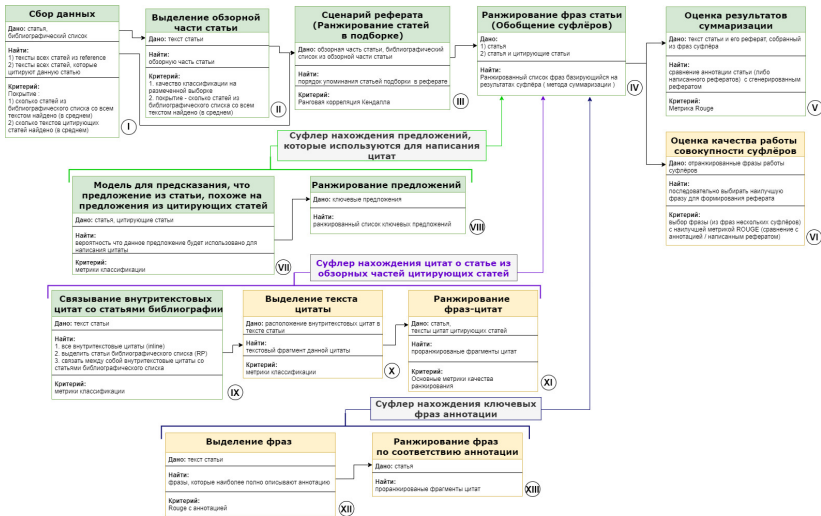 Сбор данных
Дано: статья,
библиографический список
Найти:
1) тексты всех статей из reference
2) тексты всех статей, которые
цитируют данную статью
Критерий
Покрытие
1) сколько статей из
библиографического списка со всем
текстом найдено (в среднем)
2) сколько текстов цитирующих
статей найдено (в среднем)
I
Выделение обзорной
части статьи
Дано: текст статьи
Найти:
обзорную часть статьи
Критерий:
1. качество классификации на
размеченной выборке
2. покрытие - сколько статей из
библиографического списка со всем
текстом найдено (в среднем)
II
Сценарий реферата
(Ранжирование статей
в подборке)
Дано: обзорная часть статьи, библиографический
список из обзорной части статьи
Найти:
порядок упоминания статьей подборки в реферате
Критерий:
Ранговая корреляция Кендалла
III
Ранжирование фраз статьи
(Обобщение суфлёров)
Дано:
1) статья
2) статья и цитирующие статьи
Найти:
Ранжированный список фраз базирующийся на
результатах суфлёра ( метода суммаризации )
IV
Оценка результатов
суммаризации
Дано: текст статьи и его реферат, собранный
из фраз суфлёра
Найти:
сравнение аннотации статьи (либо
написанного рефератов) с сгенерированным
рефератом
Критерий:
Метрика Rouge
V
Оценка качества работы
совокупности суфлёров
Дано: отранжированные фразы работы
суфлёров
Найти:
последовательно выбирать наилучшую
фразу для формирования реферата
Критерий:
выбор фразы (из фраз нескольких суфлёров)
с наилучшей метрикой ROUGE (сравнение с
аннотацией / написанным рефератом)
VI
Суфлер нахождения предложений,
которые используются для написания
цитат
Модель для предсказания, что
предложение из статьи, похоже на
предложения из цитирующих статей
Дано: статья, цитирующие статьи
Найти:
вероятность что данное предложение будет использовано для
написания цитаты
Критерий:
метрики классификации
VII
Ранжирование предложений
Дано: ключевые предложения
Найти:
ранжированный список ключевых предложений
VIII
Суфлер нахождения цитат о статье из
обзорных частей цитирующих статей
Связывание внутритекстовых
цитат со статьями библиографии
Дано: текст статьи
Найти:
1. все внутритекстовые цитаты (inline)
2. выделить статьи библиографического списка (RP)
3. связать между собой внутритекстовые цитаты со
статьями библиографического списка
Критерий:
метрики классификации
IX
Выделение текста
цитаты
Дано: расположение внутритекстовых цитат в
тексте статьи
Найти:
текстовый фрагмент данной цитаты
Критерий:
метрики классификации
X
Ранжирование
фраз-цитат
Дано: статья,
тексты цитат цитирующих статей
Найти:
проранжированые фрагменты цитат
Критерий:
Основные метрики качества
ранжирования
XI
Суфлер нахождения ключевых
фраз аннотации
Выделение фраз
Дано: текст статьи
Найти:
фразы, которые наиболее полно описывают аннотацию
Критерий:
Rouge с аннотацией
XII
Ранжирование фраз
по соответствию аннотации
Дано: статья
Найти:
проранжированые фрагменты цитат
XIII